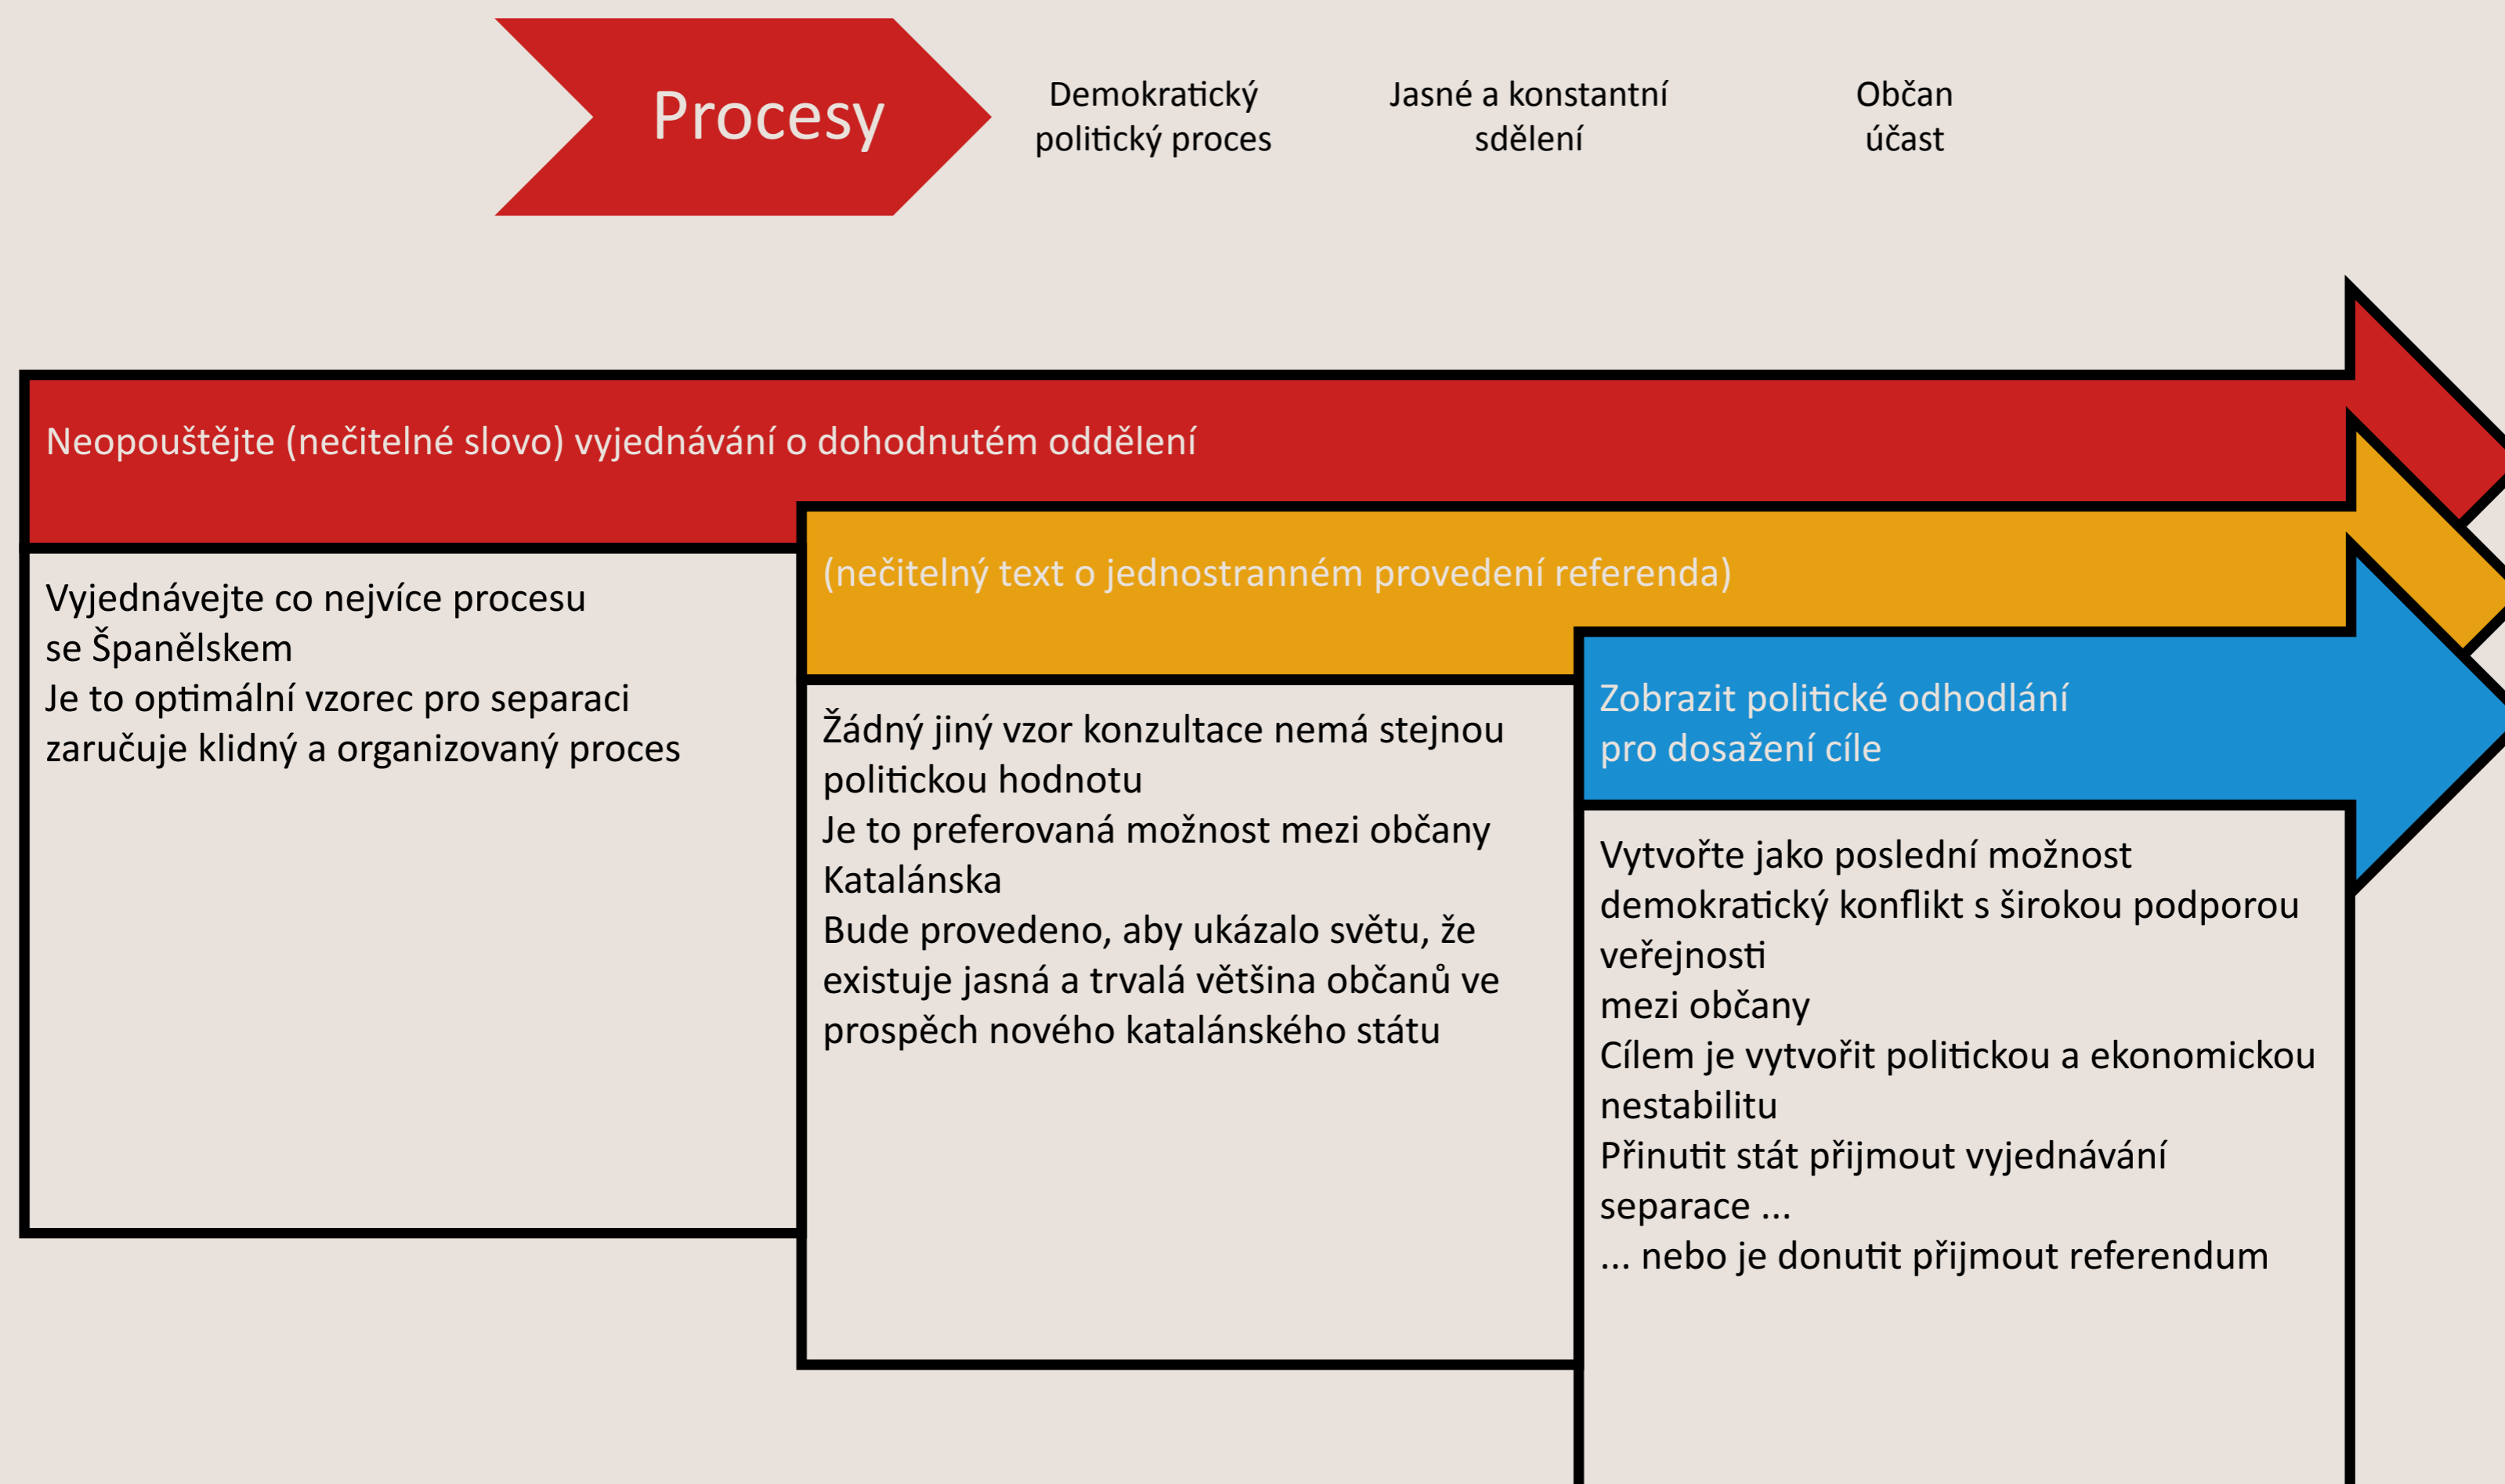 Procesy
Demokratický
politický proces
Jasné a konstantní
sdělení
Občan
účast
Neopouštějte (nečitelné slovo) vyjednávání o dohodnutém oddělení
Vyjednávejte co nejvíce procesu
se Španělskem
Je to optimální vzorec pro separaci
zaručuje klidný a organizovaný proces
(nečitelný text o jednostranném provedení referenda)
Žádný jiný vzor konzultace nemá stejnou
politickou hodnotu
Je to preferovaná možnost mezi občany
Katalánska
Bude provedeno, aby ukázalo světu, že
existuje jasná a trvalá většina občanů ve
prospěch nového katalánského státu
Zobrazit politické odhodlání
pro dosažení cíle
Vytvořte jako poslední možnost
demokratický konflikt s širokou podporou
veřejnosti
mezi občany
Cílem je vytvořit politickou a ekonomickou
nestabilitu
Přinutit stát přijmout vyjednávání
separace ...
... nebo je donutit přijmout referendum